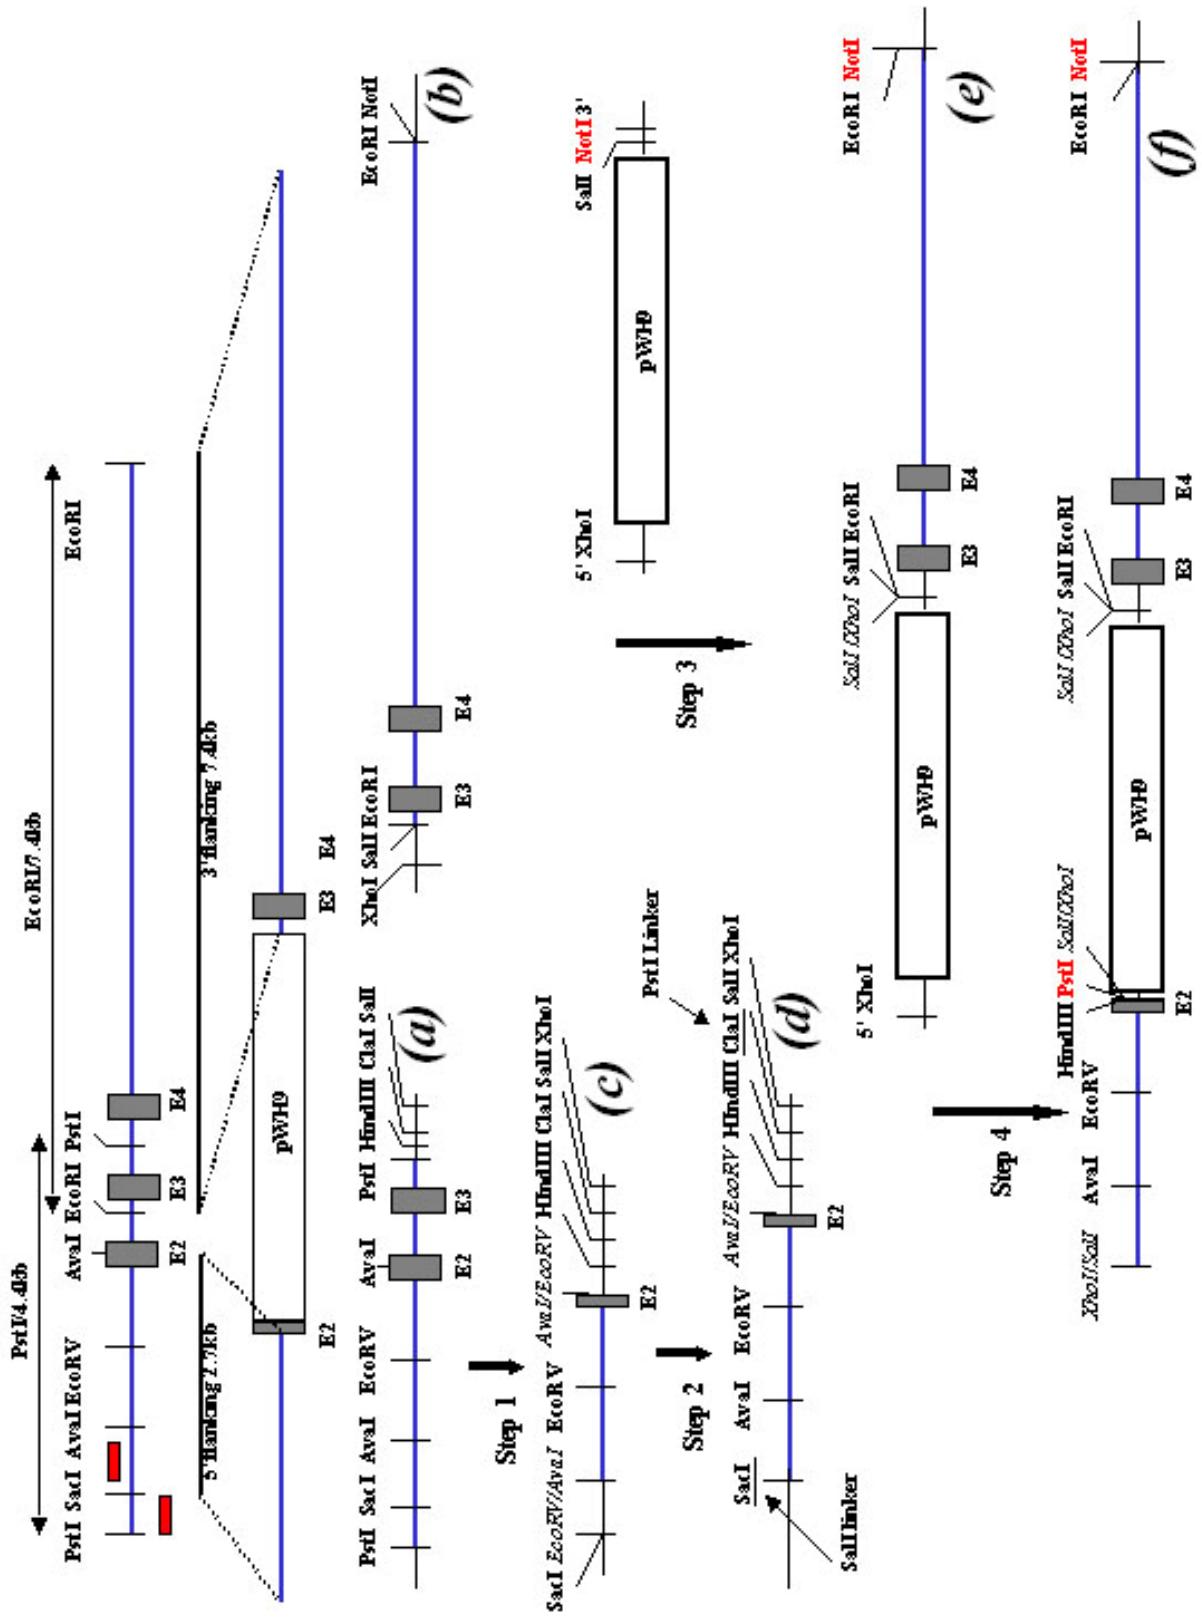 EcoRI/7.4kb
PstI/4.4kb
PstI SacI AvaI EcoRV AvaI EcoRI PstI EcoRI
E2 E3 E4
5'flanking 2.7kb 3'flanking 7.4kb
pWH9
E2 E3 E4
PstI SacI AvaI EcoRV AvaI PstI HindIII ClaI SalI
E2 E3
(a)
XhoI SalI EcoRI EcoRI NotI
E3 E4
(b)
Step 1
SacI EcoRV/AvaI EcoRV AvaI/EcoRV HIndIII ClaI SalI XhoI
E2
(c)
5' XhoI SalI NotI 3'
pWH9
Step 2
Step 3
PstI Linker
SacI AvaI EcoRV AvaI/EcoRV HIndIII ClaI SalI XhoI
E2
(d)
SalI linker
5' XhoI SalI/XhoI SalI EcoRI EcoRI NotI
pWH9
E3 E4
(e)
Step 4
XhoI/SalI AvaI EcoRV HindIII PstI SalI/XhoI SalI/XhoI SalI EcoRI EcoRI NotI
pWH9
E2 E3 E4
(f)